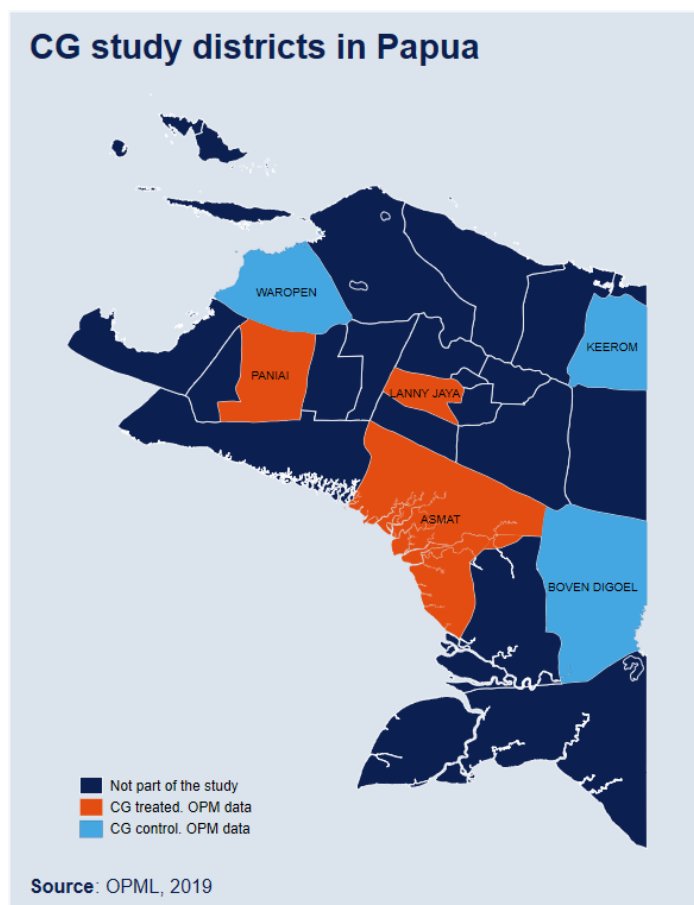 CG study districts in Papua
WAROPEN
KEEROM
PANIAI
LANNY JAYA
ASMAT
BOVEN DIGOEL
Not part of the study
CG treated. OPM data
CG control. OPM data
Source: OPML, 2019